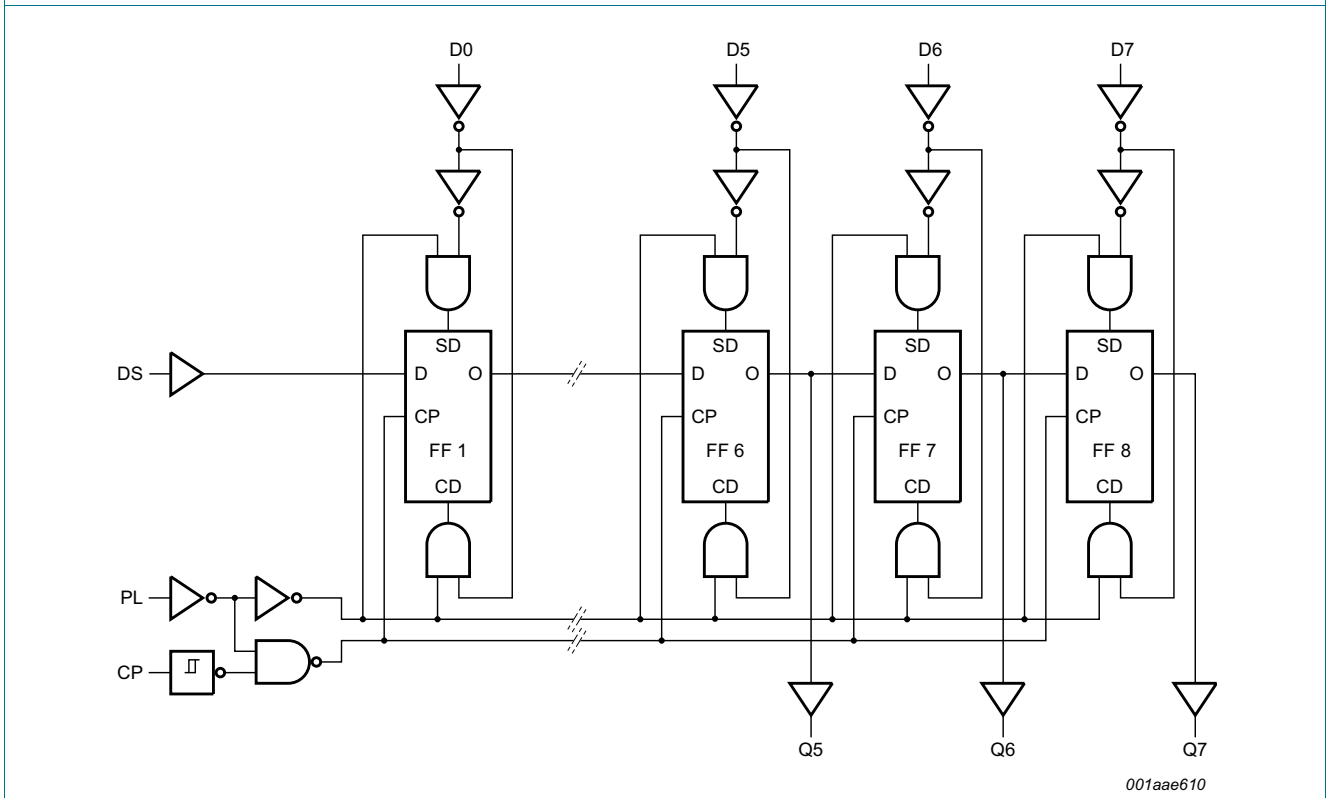 D0 D5 D6 D7
SD SD SD SD
DS D O D O D O D O
CP CP CP CP
FF 1 FF 6 FF 7 FF 8
CD CD CD CD
PL
CP
Q5 Q6 Q7
001aae610